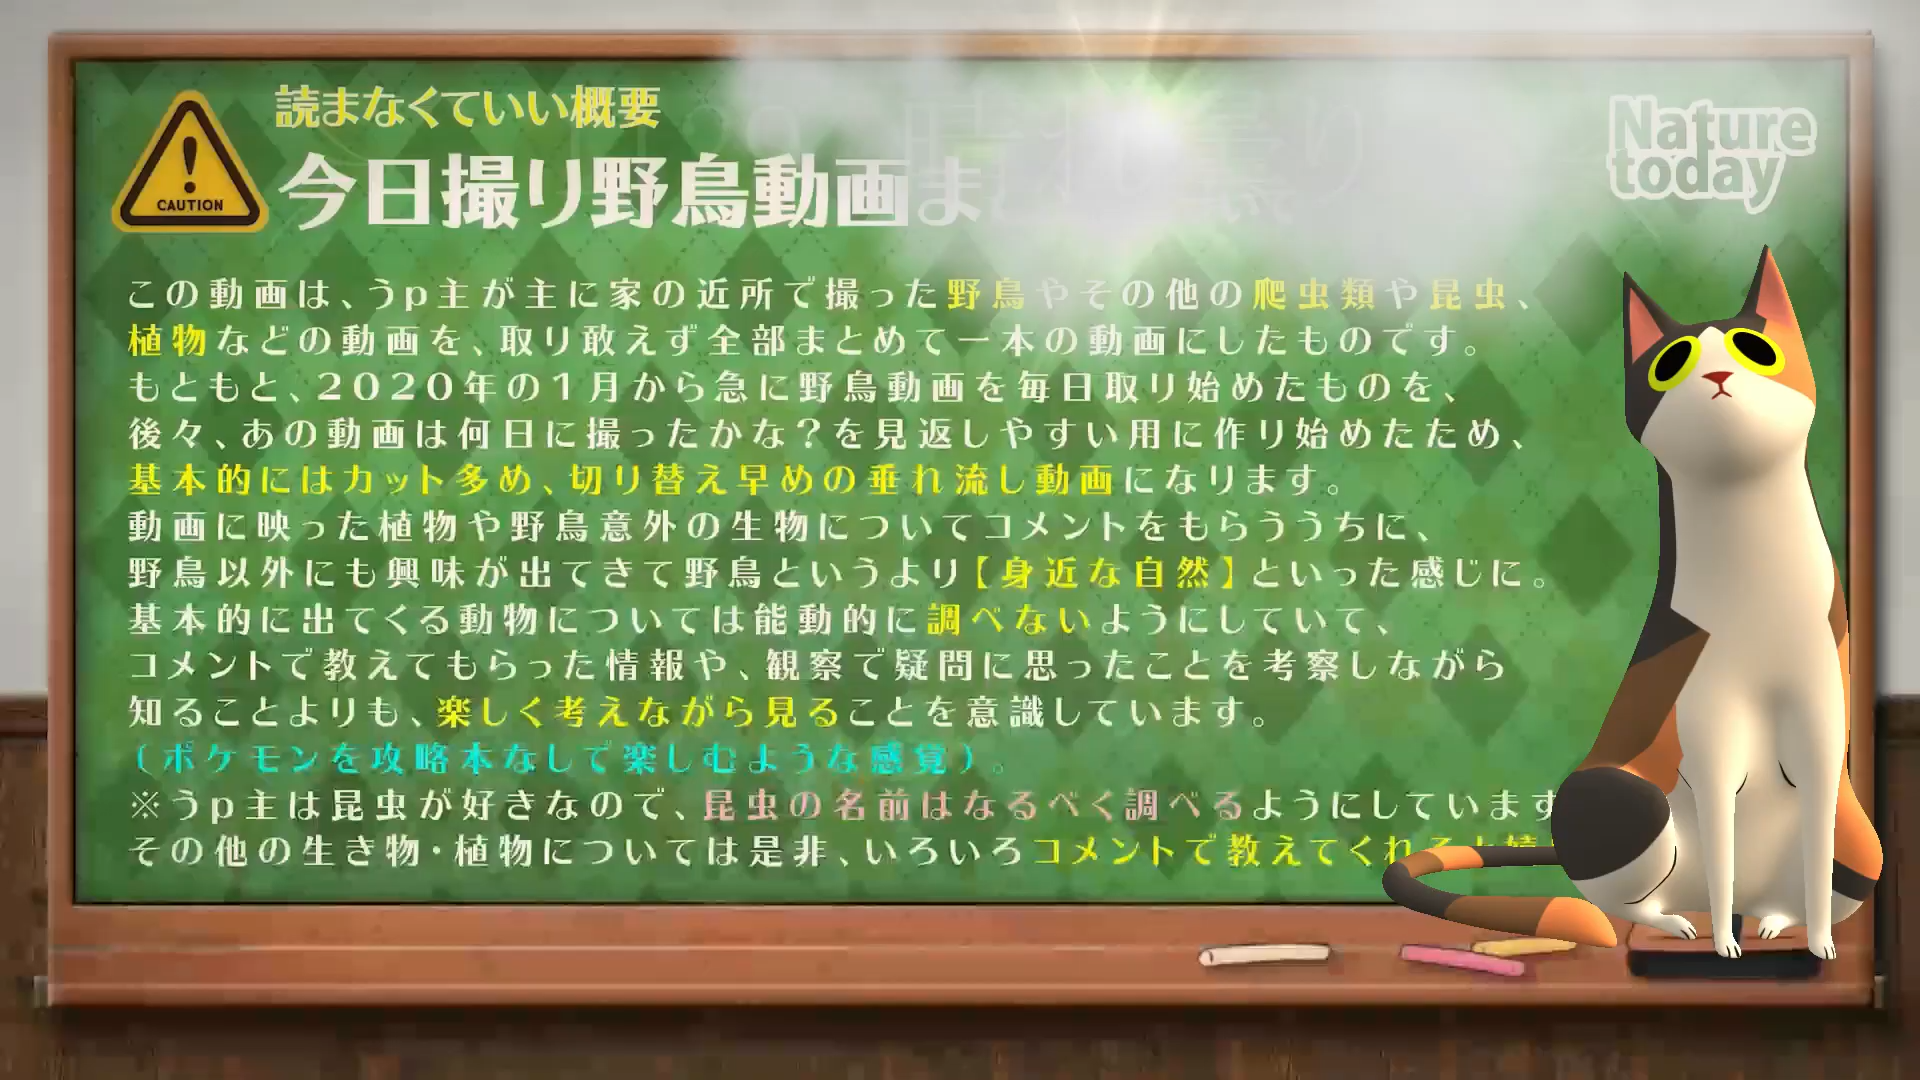 読まなくていい概要
CAUTION
今日撮り野鳥動画ま
Nature
today
この動画は、うp主が主に家の近所で撮った野鳥やその他の爬虫類や昆虫、
植物などの動画を、取り敢えず全部まとめて一本の動画にしたものです。
もともと、2020年の1月から急に野鳥動画を毎日取り始めたものを、
後々、あの動画は何日に撮ったかな?を見返しやすい用に作り始めたため、
基本的にはカット多め、切り替え早めの垂れ流し動画になります。
動画に映った植物や野鳥意外の生物についてコメントをもらううちに、
野鳥以外にも興味が出てきて野鳥というより【身近な自然】といった感じに。
基本的に出てくる動物については能動的に調べないようにしていて、
コメントで教えてもらった情報や、観察で疑問に思ったことを考察しながら
知ることよりも、楽しく考えながら見ることを意識しています。
(ポケモンを攻略本なしで楽しむような感覚)。
※うp主は昆虫が好きなので、昆虫の名前はなるべく調べるようにしています
その他の生き物・植物については是非、いろいろコメントで教えてくれると嬉